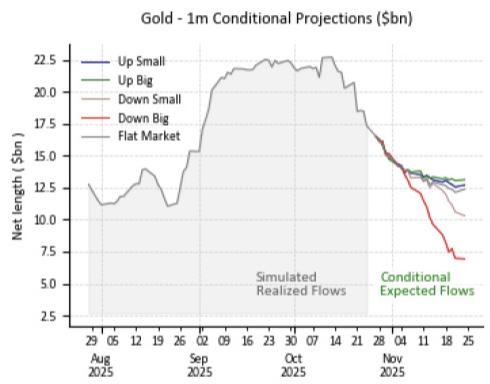 Gold - 1m Conditional Projections ($bn)
Net length ( $bn )
22.5
20.0
17.5
15.0
12.5
10.0
7.5
5.0
2.5
Up Small
Up Big
Down Small
Down Big
Flat Market
Simulated
Realized Flows
Conditional
Expected Flows
29 05 12 19 26 02 09 16 23 30 07 14 21 28 04 11 18 25
Aug Sep Oct Nov
2025 2025 2025 2025